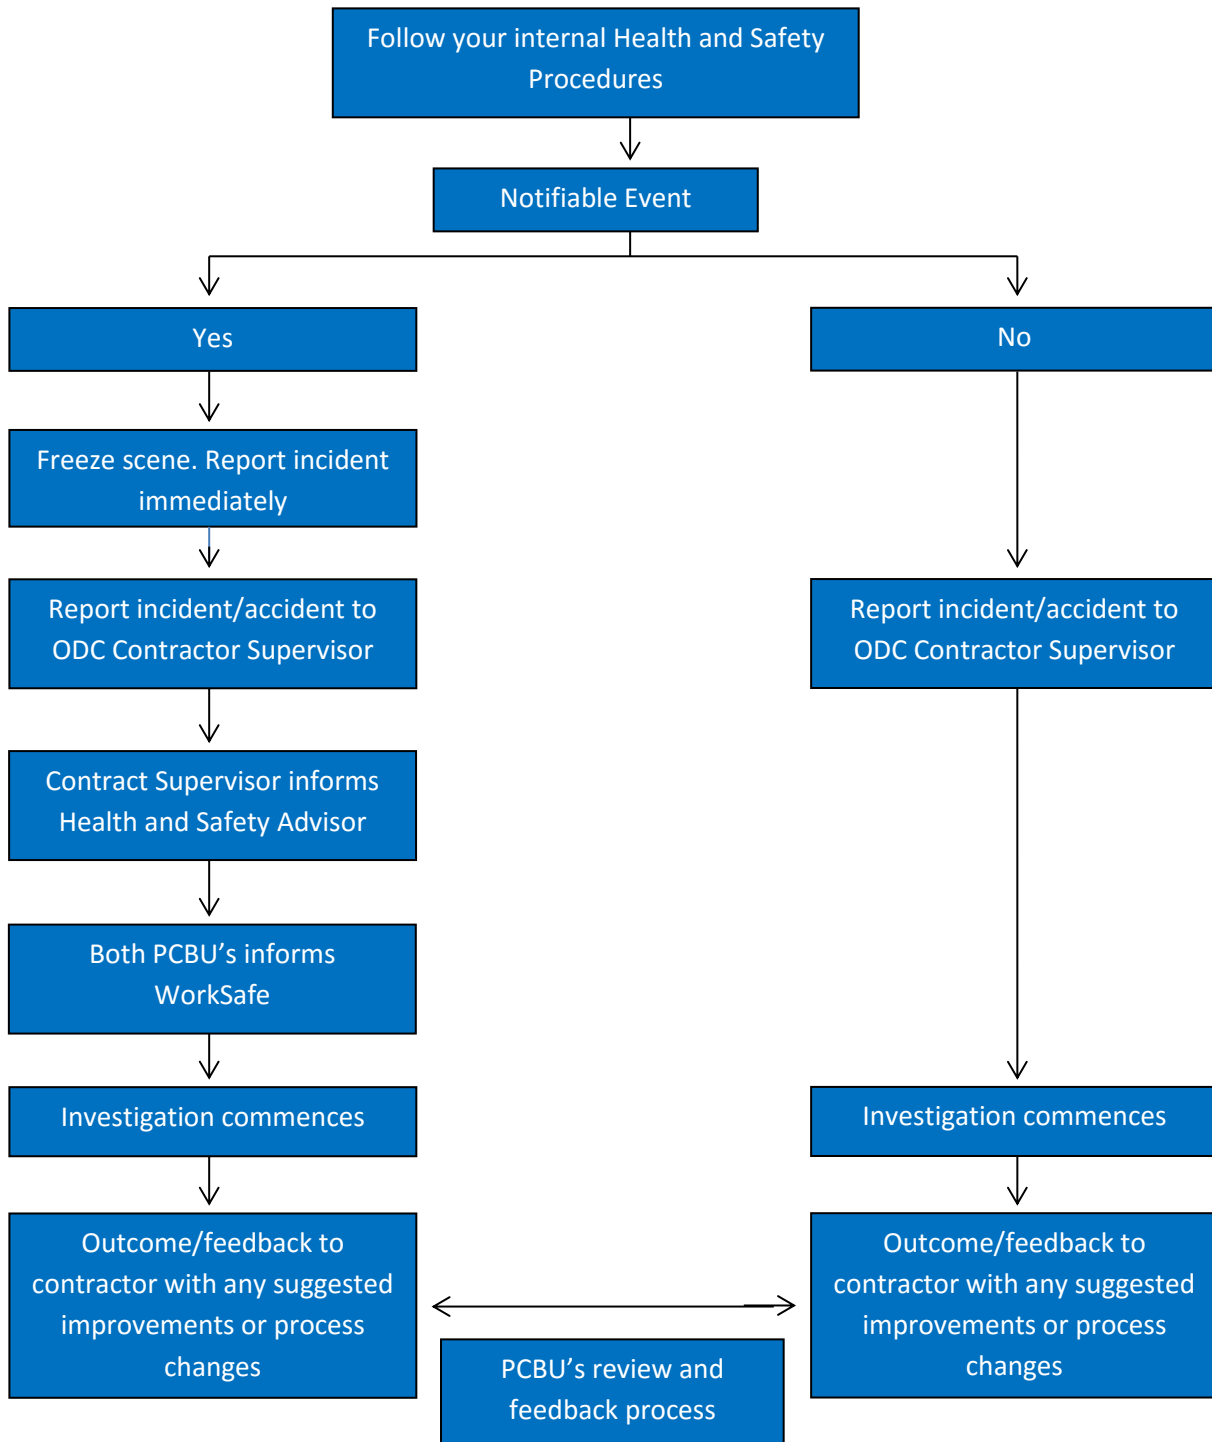 Follow your internal Health and Safety
Procedures
Notifiable Event
Yes
No
Freeze scene. Report incident
immediately
Report incident/accident to
ODC Contractor Supervisor
Report incident/accident to
ODC Contractor Supervisor
Contract Supervisor informs
Health and Safety Advisor
Both PCBU’s informs
WorkSafe
Investigation commences
Investigation commences
Outcome/feedback to
contractor with any suggested
improvements or process
changes
Outcome/feedback to
contractor with any suggested
improvements or process
changes
PCBU’s review and
feedback process